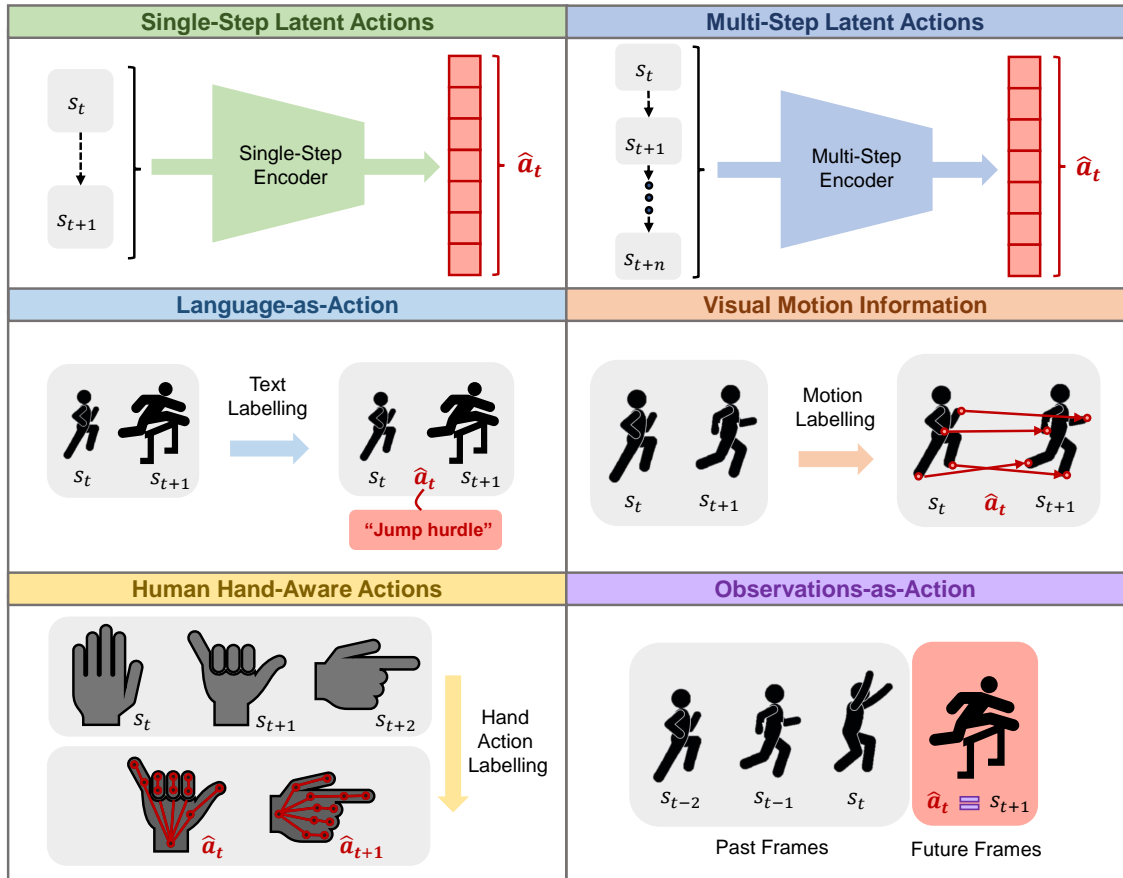 Single-Step Latent Actions
s_t
s_{t+1}
Single-Step
Encoder
â_t
Multi-Step Latent Actions
s_t
s_{t+1}
s_{t+n}
Multi-Step
Encoder
â_t
Language-as-Action
s_t
s_{t+1}
Text
Labelling
s_t
â_t
s_{t+1}
“Jump hurdle”
Visual Motion Information
s_t
s_{t+1}
Motion
Labelling
s_t
â_t
s_{t+1}
Human Hand-Aware Actions
s_t
s_{t+1}
s_{t+2}
Hand
Action
Labelling
â_t
â_{t+1}
Observations-as-Action
s_{t−2}
s_{t−1}
s_t
â_t = s_{t+1}
Past Frames
Future Frames